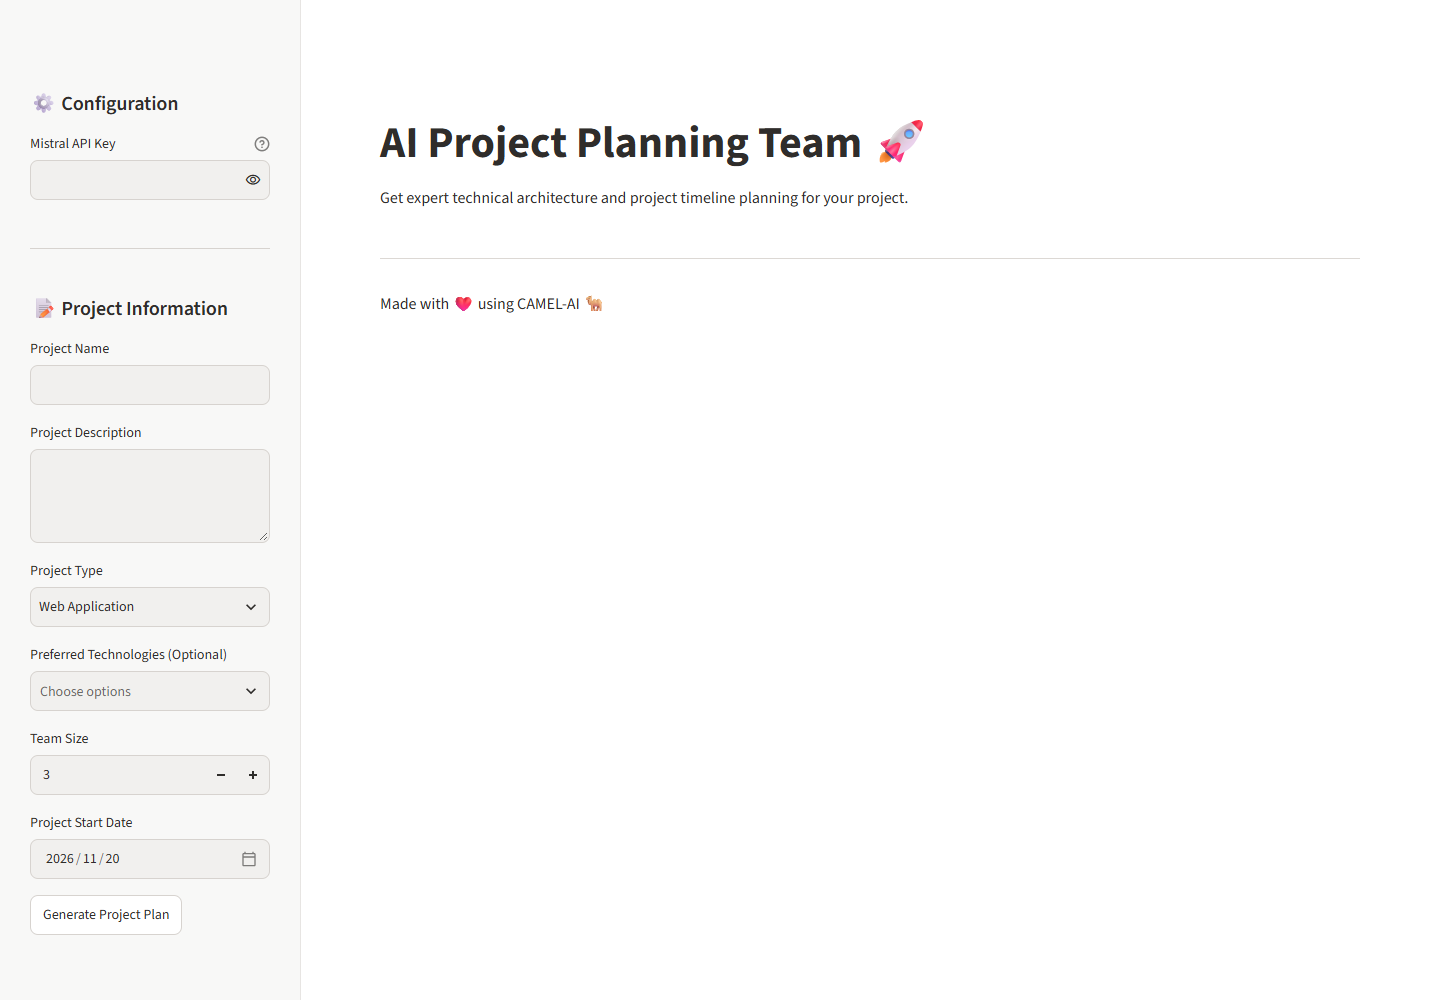 Configuration
Mistral API Key
Project Information
Project Name
Project Description
Project Type
Web Application
Preferred Technologies (Optional)
Choose options
Team Size
3
Project Start Date
2026/11/20
Generate Project Plan
AI Project Planning Team 🚀
Get expert technical architecture and project timeline planning for your project.
Made with ❤️ using CAMEL-AI 🐫